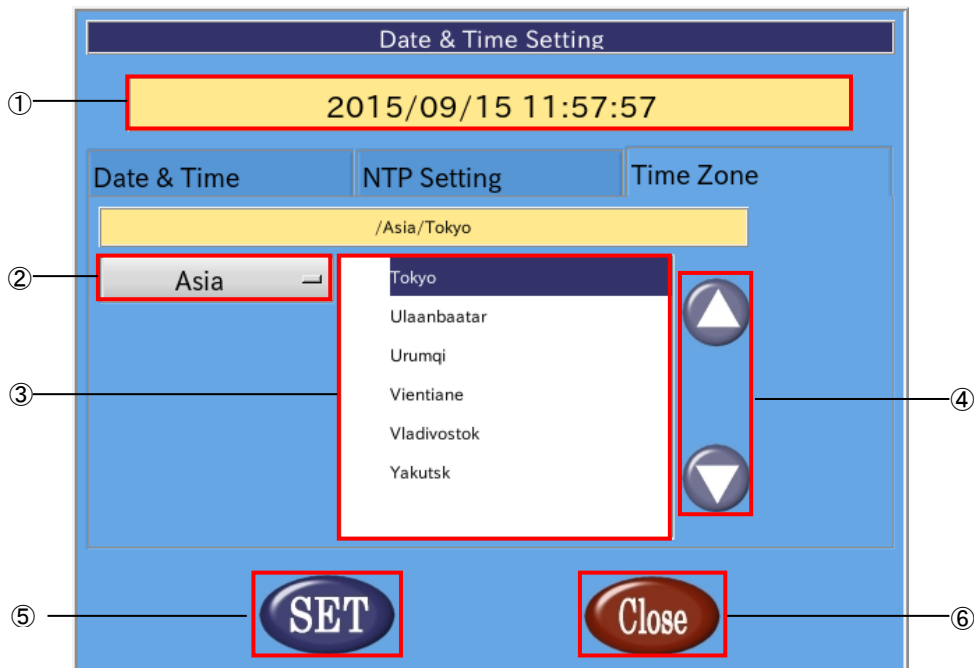 Date & Time Setting
① 2015/09/15 11:57:57
Date & Time NTP Setting Time Zone
/Asia/Tokyo
② Asia
Tokyo
Ulaanbaatar
Urumqi
③ Vientiane ④
Vladivostok
Yakutsk
⑤ SET Close ⑥